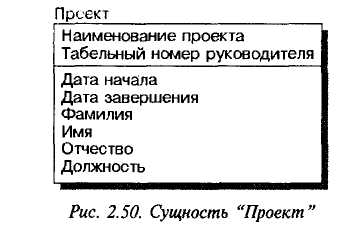 Проект
Наименование проекта
Табельный номер руководителя
Дата начала
Дата завершения
Фамилия
Имя
Отчество
Должность
Рис. 2.50. Сущность “Проект”